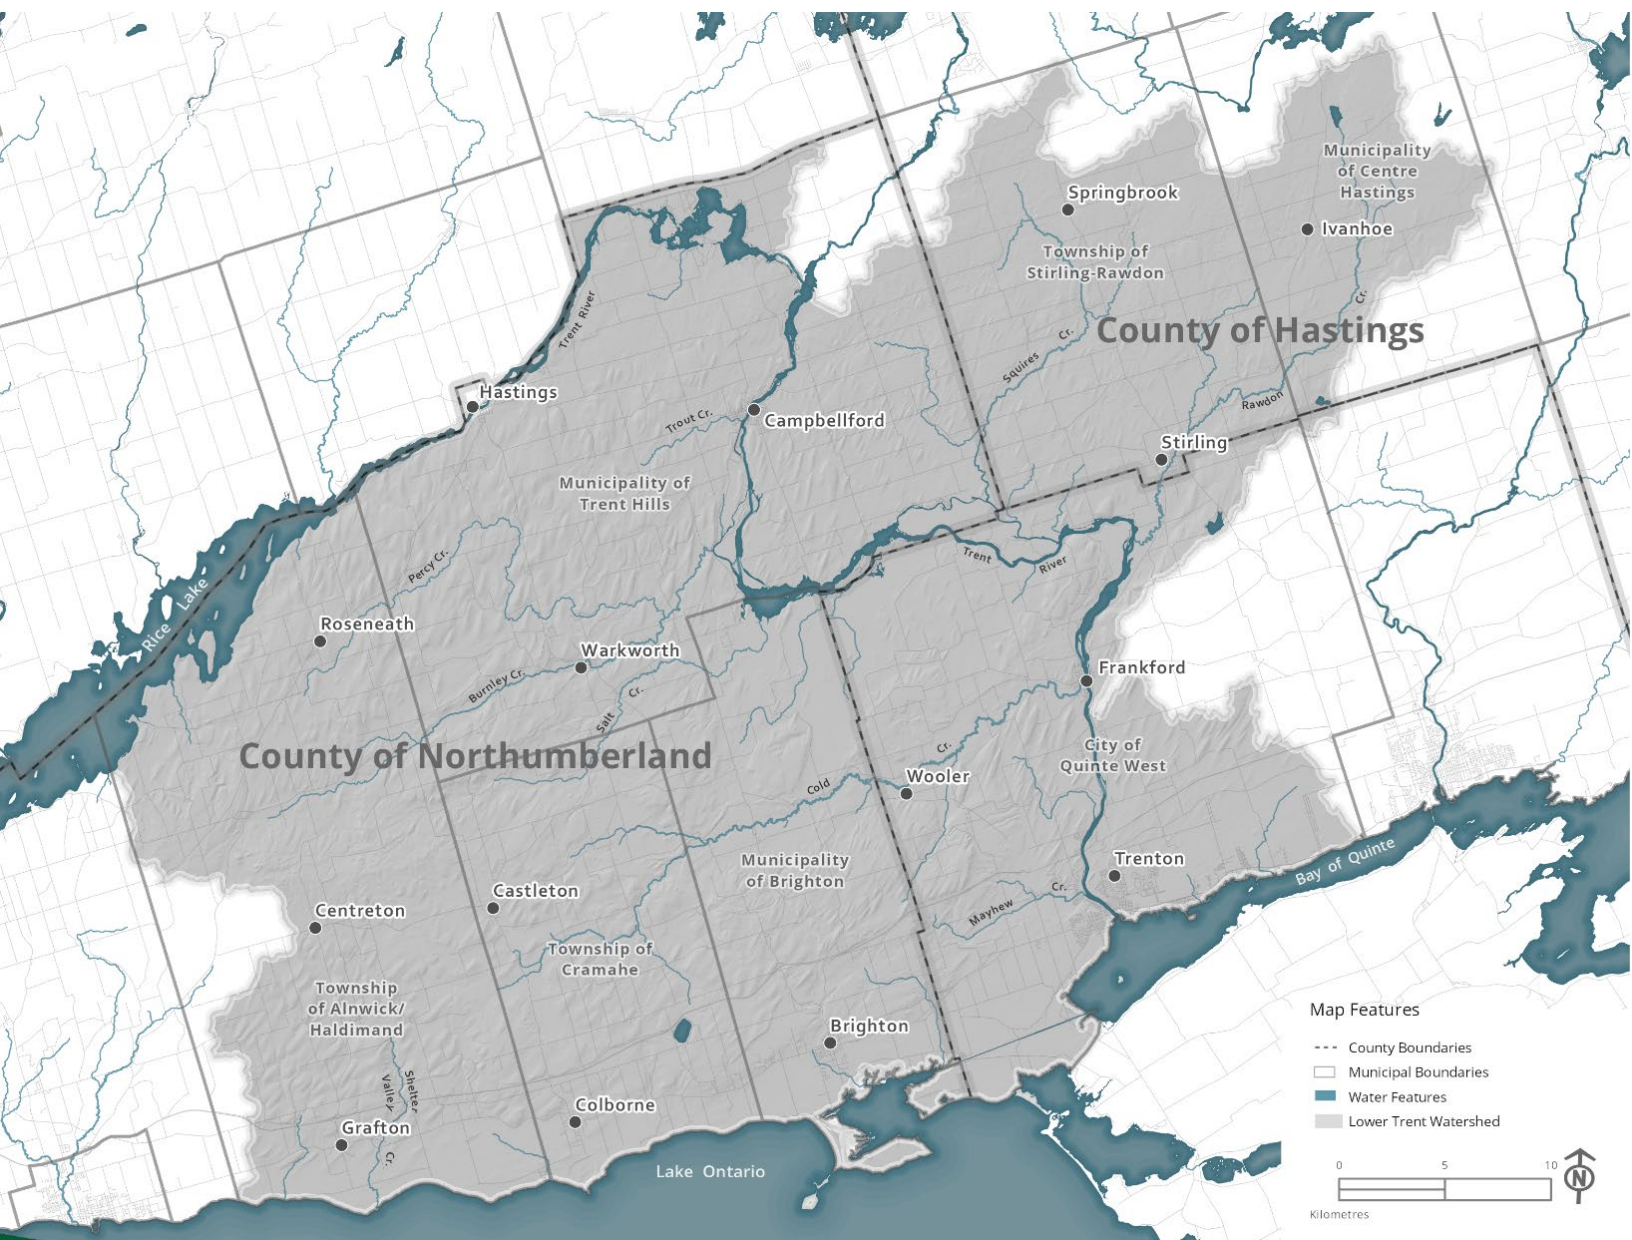 Municipality
of Centre
Hastings
Springbrook
Ivanhoe
Township of
Stirling-Rawdon
County of Hastings
Trent River
Cr.
Squires
Cr.
Hastings
Rawdon
Trout Cr.
Campbellford
Stirling
Municipality of
Trent Hills
Percy Cr.
Trent
River
Rice Lake
Roseneath
Warkworth
Frankford
Burnley Cr.
Salt
Cr.
County of Northumberland
City of
Quinte West
Cr.
Wooler
Cold
Municipality
of Brighton
Trenton
Bay of Quinte
Castleton
Cr.
Mayhew
Centreton
Township of
Cramahe
Township
of Alnwick/
Haldimand
Brighton
Shelter
Valley
Cr.
Colborne
Grafton
Lake Ontario
Map Features
County Boundaries
Municipal Boundaries
Water Features
Lower Trent Watershed
0 5 10
N
Kilometres